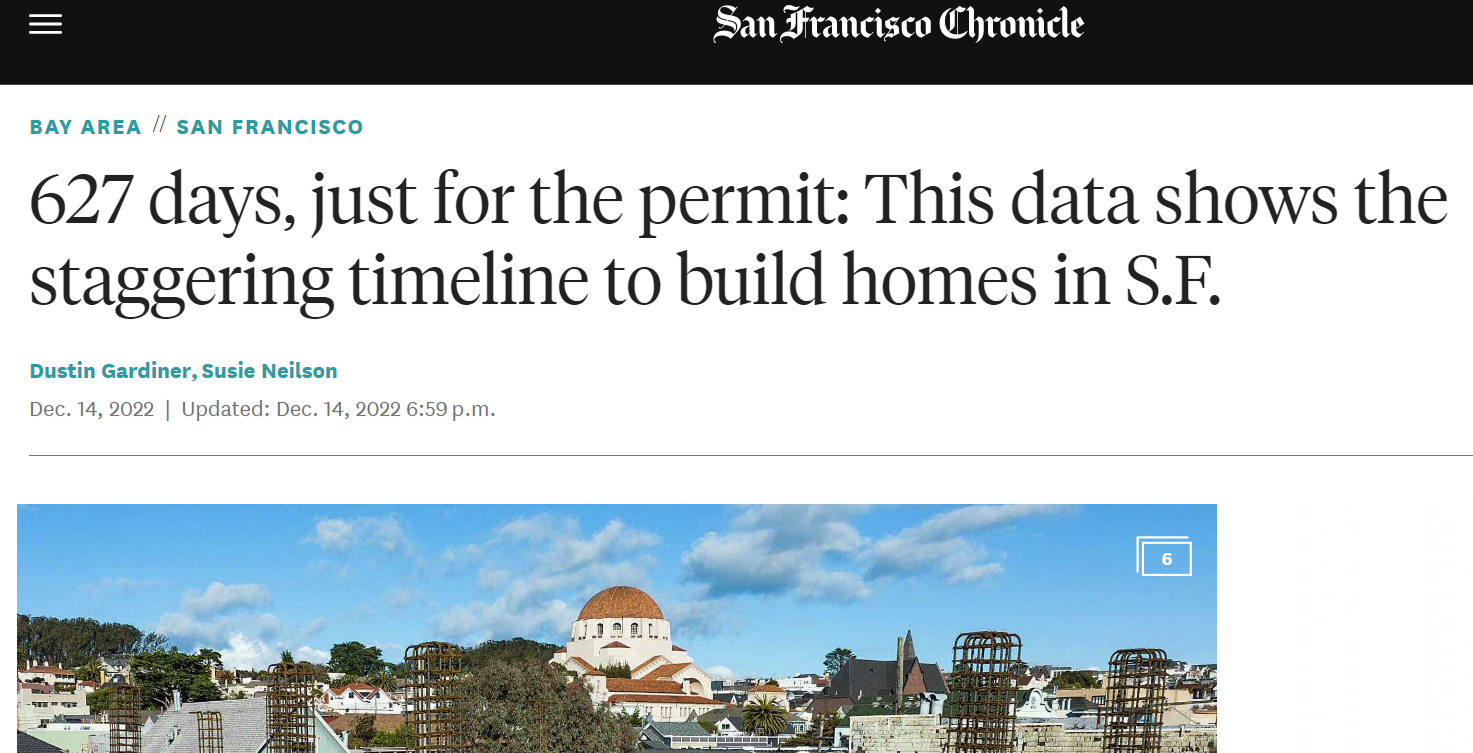 San Francisco Chronicle
BAY AREA // SAN FRANCISCO
627 days, just for the permit: This data shows the
staggering timeline to build homes in S.F.
Dustin Gardiner, Susie Neilson
Dec. 14, 2022 | Updated: Dec. 14, 2022 6:59 p.m.
6